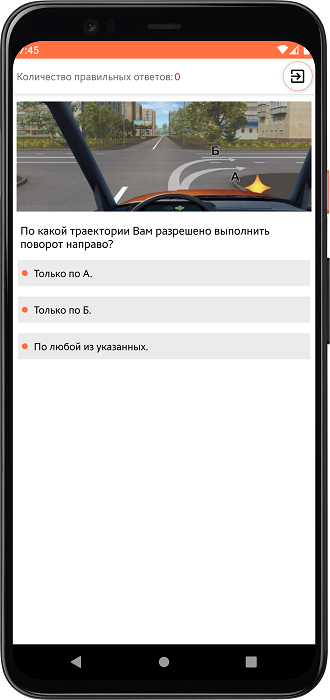 7:45
Количество правильных ответов: 0
Б
А
По какой траектории Вам разрешено выполнить
поворот направо?
Только по А.
Только по Б.
По любой из указанных.